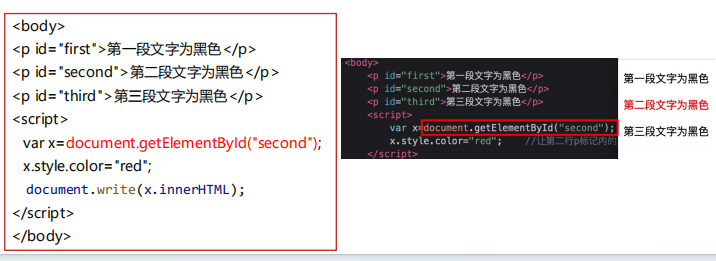 <body>
<p id="first">第一段文字为黑色</p>
<p id="second">第二段文字为黑色</p>
<p id="third">第三段文字为黑色</p>
<script>
var x=document.getElementById("second");
x.style.color="red";
document.write(x.innerHTML);
</script>
</body>
<body>
<p id="first">第一段文字为黑色</p>
<p id="second">第二段文字为黑色</p>
<p id="third">第三段文字为黑色</p>
<script>
var x=document.getElementById("second");
x.style.color="red"; //让第二行p标记内的
</script>
第一段文字为黑色
第二段文字为黑色
第三段文字为黑色